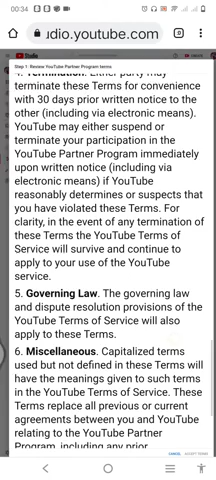 00:34
udio.youtube.com
Step 1: Review YouTube Partner Program terms
4. Termination. Either party may
terminate these Terms for convenience
with 30 days prior written notice to the
other (including via electronic means).
YouTube may either suspend or
terminate your participation in the
YouTube Partner Program immediately
upon written notice (including via
electronic means) if YouTube
reasonably determines or suspects that
you have violated these Terms. For
clarity, in the event of any termination of
these Terms the YouTube Terms of
Service will survive and continue to
apply to your use of the YouTube
service.
5. Governing Law. The governing law
and dispute resolution provisions of the
YouTube Terms of Service will also
apply to these Terms.
6. Miscellaneous. Capitalized terms
used but not defined in these Terms will
have the meanings given to such terms
in the YouTube Terms of Service. These
Terms replace all previous or current
agreements between you and YouTube
relating to the YouTube Partner
Program, including any prior
CANCEL ACCEPT TERMS